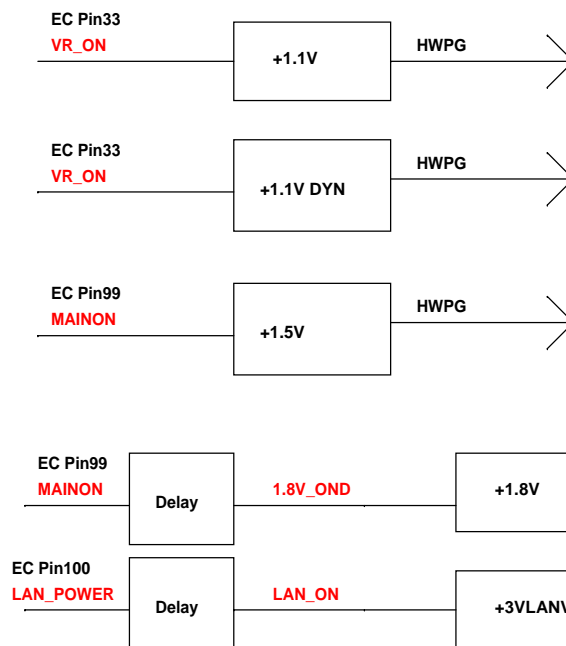 EC Pin33
VR_ON
+1.1V
HWPG
EC Pin33
VR_ON
+1.1V DYN
HWPG
EC Pin99
MAINON
+1.5V
HWPG
EC Pin99
MAINON
Delay
1.8V_OND
+1.8V
EC Pin100
LAN_POWER
Delay
LAN_ON
+3VLANV